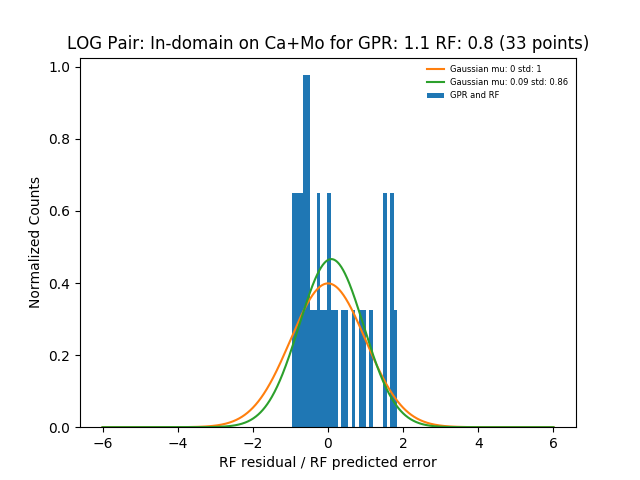 LOG Pair: In-domain on Ca+Mo for GPR: 1.1 RF: 0.8 (33 points)
Gaussian mu: 0 std: 1
Gaussian mu: 0.09 std: 0.86
GPR and RF
1.0
0.8
0.6
0.4
0.2
0.0
Normalized Counts
−6 −4 −2 0 2 4 6
RF residual / RF predicted error